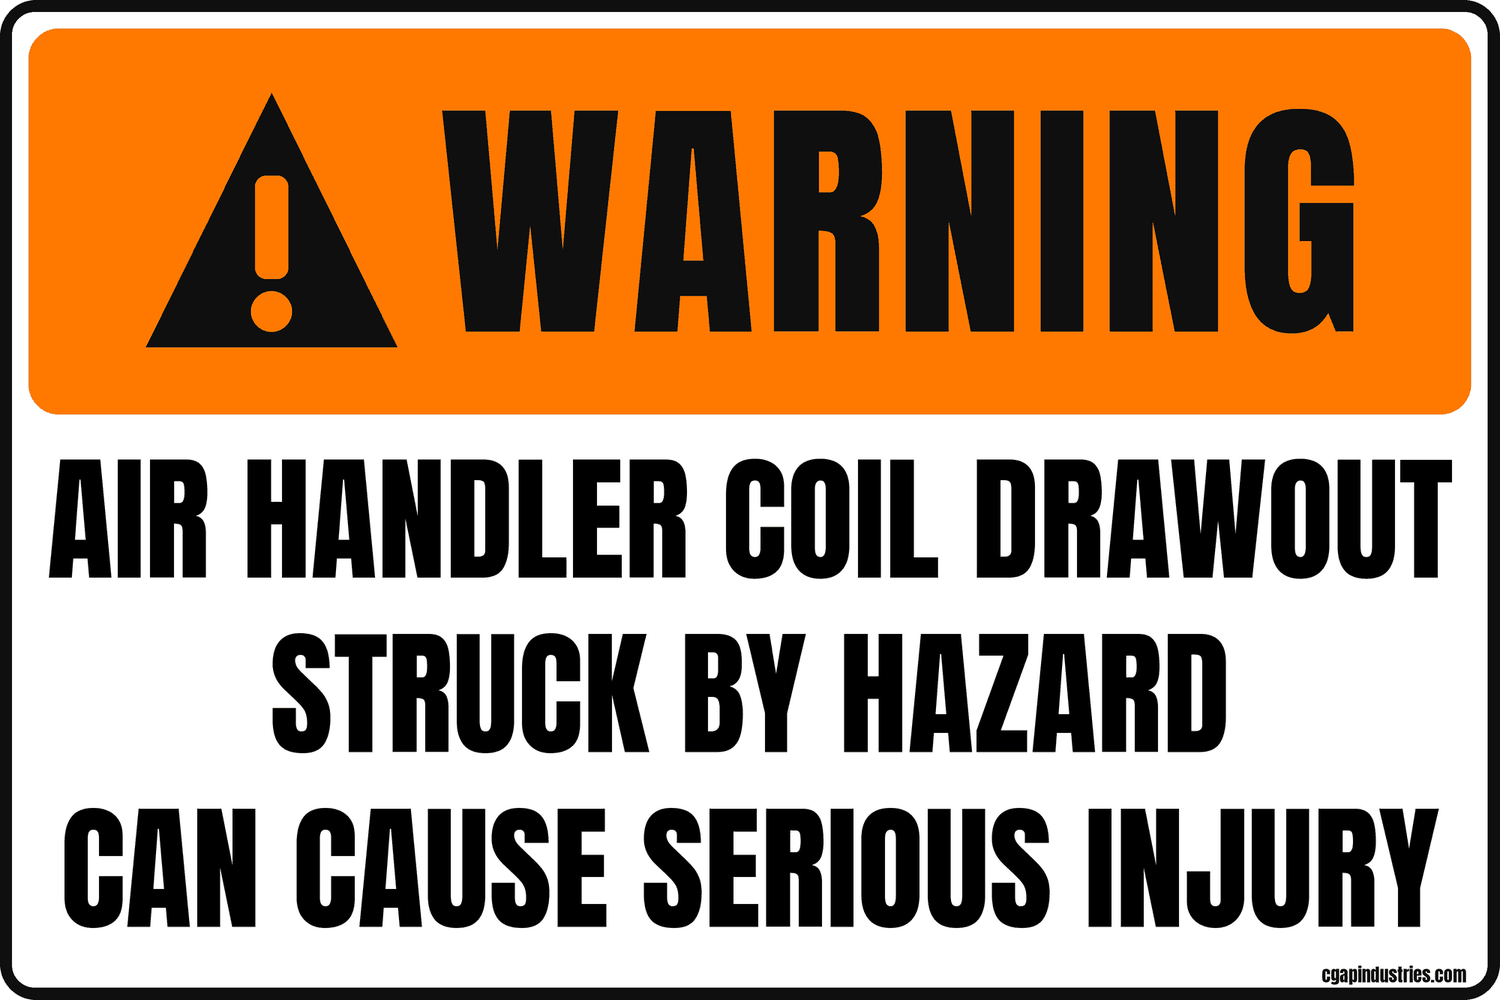 WARNING
AIR HANDLER COIL DRAWOUT
STRUCK BY HAZARD
CAN CAUSE SERIOUS INJURY
cgapindustries.com